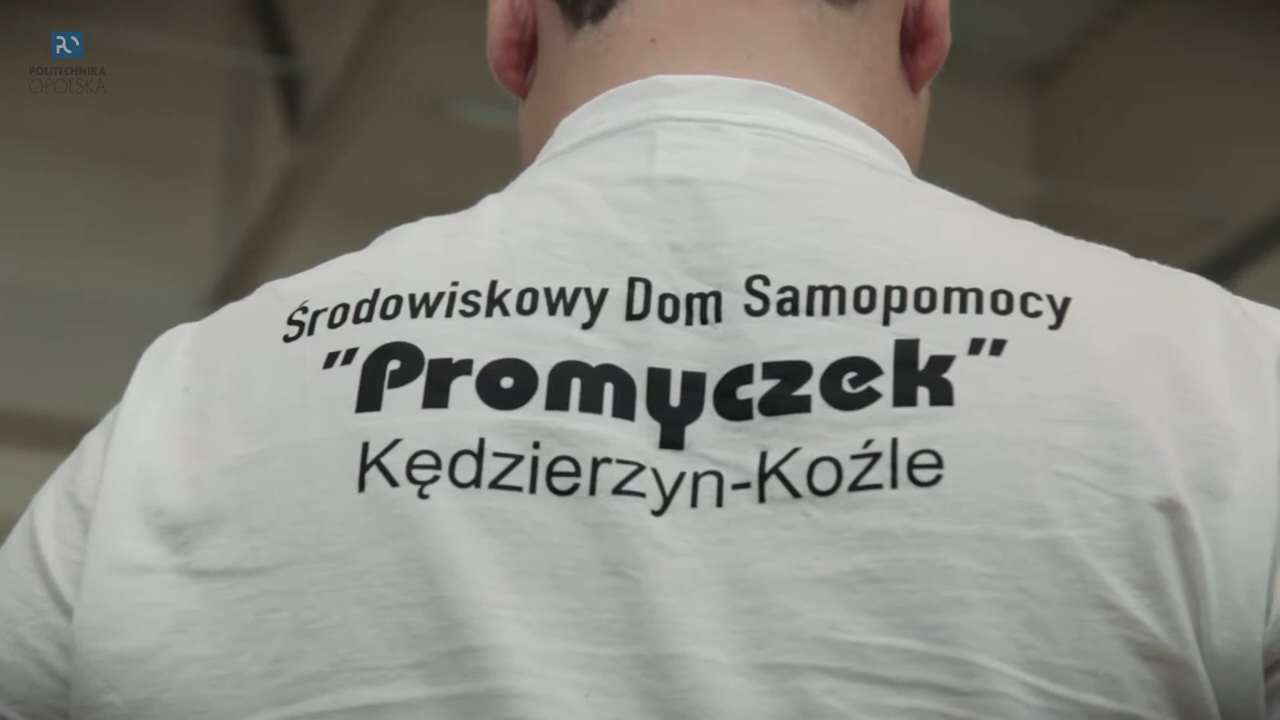 POLITECHNIKA
OPOLSKA
Środowiskowy Dom Samopomocy
"Promyczek"
Kędzierzyn-Koźle